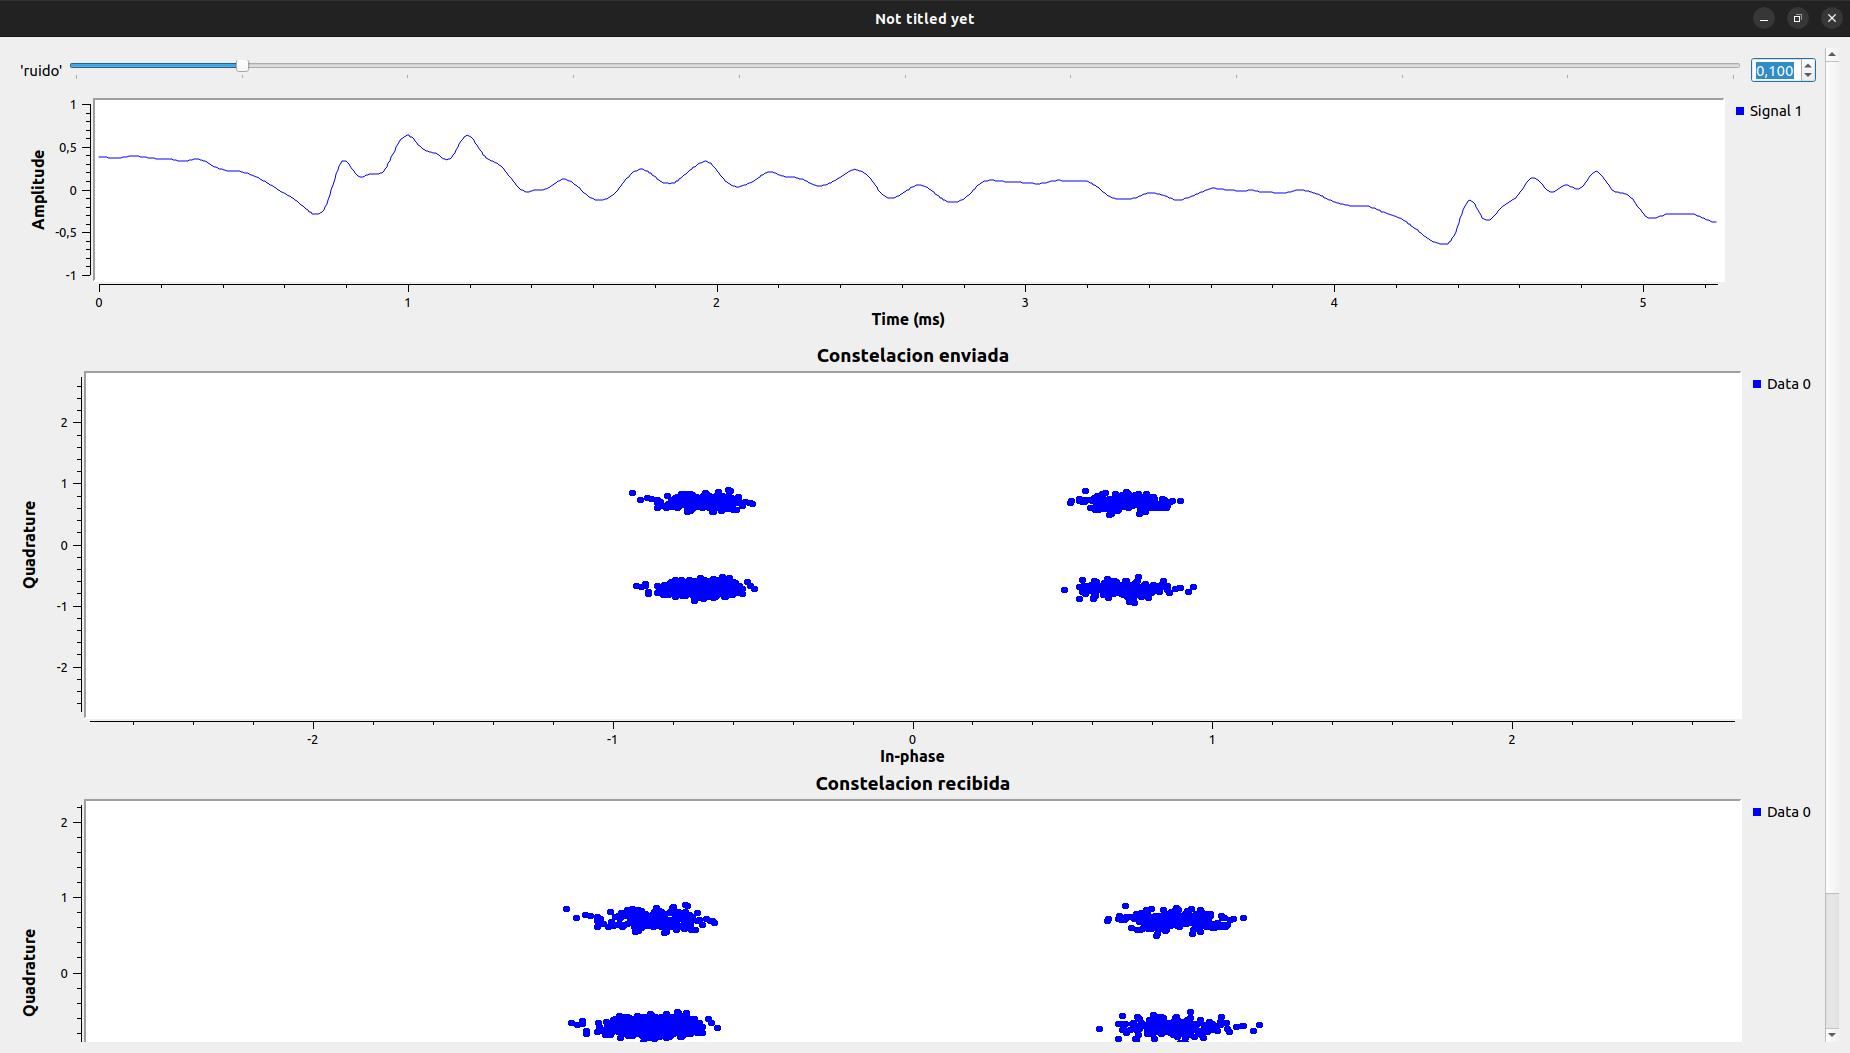 Not titled yet
'ruido'
0,100
1
0,5
0
-0,5
-1
Amplitude
Signal 1
0 1 2 3 4 5
Time (ms)
Constelacion enviada
2
1
0
-1
-2
Quadrature
Data 0
-2 -1 0 1 2
In-phase
Constelacion recibida
2
1
0
Quadrature
Data 0